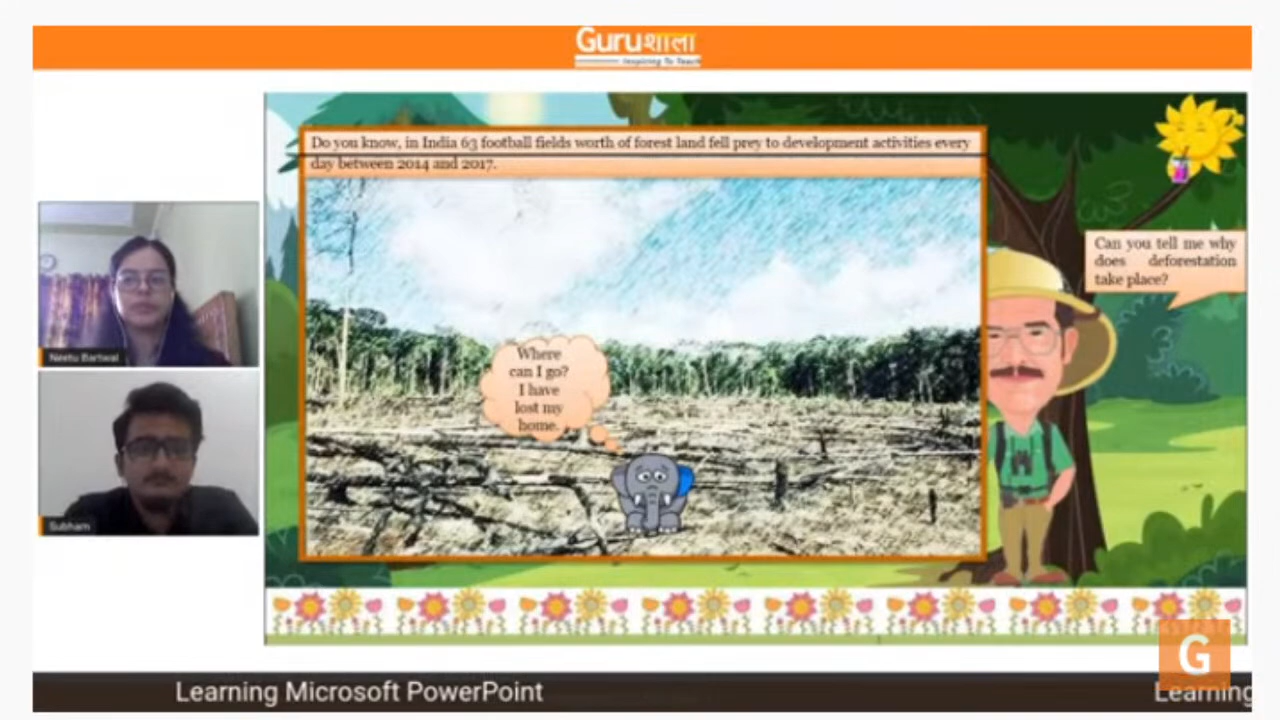 Guruशाला
Inspiring To Teach
Do you know, in India 63 football fields worth of forest land fell prey to development activities every
day between 2014 and 2017.
Can you tell me why
does deforestation
take place?
Where
can I go?
I have
lost my
home.
Neetu Bartwal
Subham
G
Learning Microsoft PowerPoint
Learning